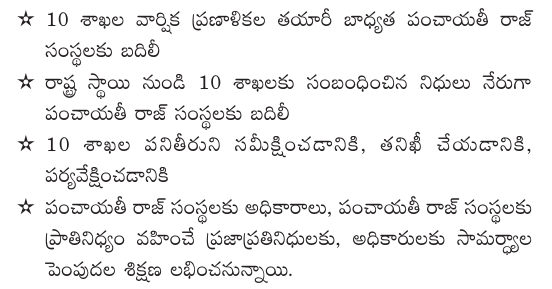 ☆ 10 శాఖల వార్షిక ప్రణాళికల తయారీ బాధ్యత పంచాయతీ రాజ్
సంస్థలకు బదిలీ
☆ రాష్ట్ర స్థాయి నుండి 10 శాఖలకు సంబంధించిన నిధులు నేరుగా
పంచాయతీ రాజ్ సంస్థలకు బదిలీ
☆ 10 శాఖల పనితీరుని సమీక్షించడానికి, తనిఖీ చేయడానికి,
పర్యవేక్షించడానికి
☆ పంచాయతీ రాజ్ సంస్థలకు అధికారాలు, పంచాయతీ రాజ్ సంస్థలకు
ప్రాతినిధ్యం వహించే ప్రజాప్రతినిధులకు, అధికారులకు సామర్ధ్యాల
పెంపుదల శిక్షణ లభించనున్నాయి.